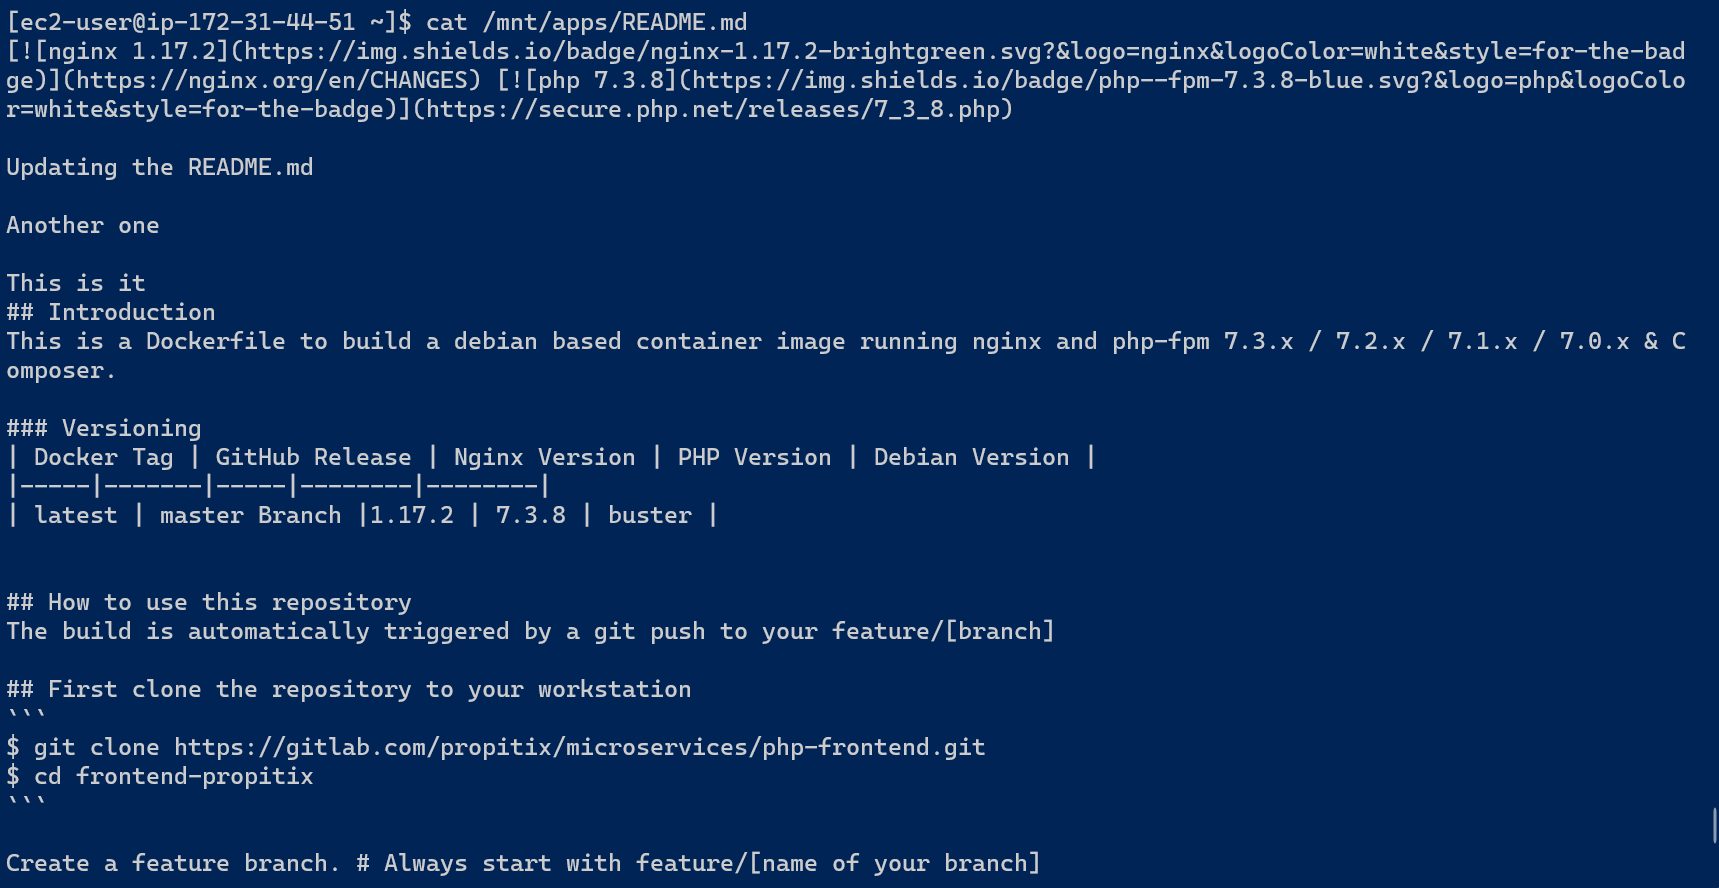 [ec2-user@ip-172-31-44-51 ~]$ cat /mnt/apps/README.md
[![nginx 1.17.2](https://img.shields.io/badge/nginx-1.17.2-brightgreen.svg?&logo=nginx&logoColor=white&style=for-the-bad
ge)](https://nginx.org/en/CHANGES) [![php 7.3.8](https://img.shields.io/badge/php--fpm-7.3.8-blue.svg?&logo=php&logoColo
r=white&style=for-the-badge)](https://secure.php.net/releases/7_3_8.php)

Updating the README.md

Another one

This is it
## Introduction
This is a Dockerfile to build a debian based container image running nginx and php-fpm 7.3.x / 7.2.x / 7.1.x / 7.0.x & C
omposer.

### Versioning
| Docker Tag | GitHub Release | Nginx Version | PHP Version | Debian Version |
|-----|-------|-----|--------|--------|
| latest | master Branch |1.17.2 | 7.3.8 | buster |


## How to use this repository
The build is automatically triggered by a git push to your feature/[branch]

## First clone the repository to your workstation
```
$ git clone https://gitlab.com/propitix/microservices/php-frontend.git
$ cd frontend-propitix
```

Create a feature branch. # Always start with feature/[name of your branch]